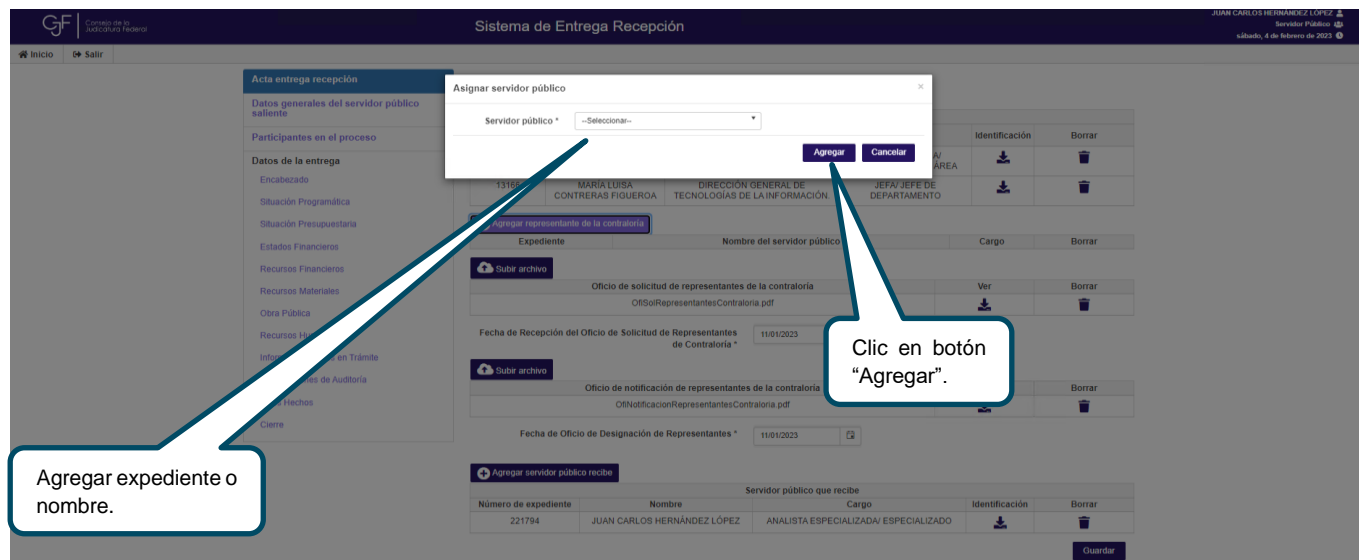 CJF
Consejo de la
Judicatura Federal
Sistema de Entrega Recepción
JUAN CARLOS HERNÁNDEZ LÓPEZ
Servidor Público
sábado, 4 de febrero de 2023
Inicio
Salir
Acta entrega recepción
Datos generales del servidor público
saliente
Participantes en el proceso
Datos de la entrega
Encabezado
Situación Programática
Situación Presupuestaria
Estados Financieros
Recursos Financieros
Recursos Materiales
Obra Pública
Recursos
en Trámite
de Auditoría
Hechos
Cierre
Asignar servidor público ×
Servidor público * --Seleccionar--
Agregar Cancelar
Identificación Borrar
ÁREA
MARÍA LUISA
CONTRERAS FIGUEROA
DIRECCIÓN GENERAL DE
TECNOLOGÍAS DE LA INFORMACIÓN
JEFA/ JEFE DE
DEPARTAMENTO
Agregar representante de la contraloría
Expediente Nombre del servidor público Cargo Borrar
Subir archivo
Oficio de solicitud de representantes de la contraloría Ver Borrar
OfiSolRepresentantesContraloria.pdf
Fecha de Recepción del Oficio de Solicitud de Representantes
de Contraloría * 11/01/2023
Subir archivo
Oficio de notificación de representantes de la contraloría Borrar
OfiNotificacionRepresentantesContraloria.pdf
Fecha de Oficio de Designación de Representantes * 11/01/2023
Agregar servidor público recibe
Servidor público que recibe
Número de expediente Nombre Cargo Identificación Borrar
221794 JUAN CARLOS HERNÁNDEZ LÓPEZ ANALISTA ESPECIALIZADA/ ESPECIALIZADO
Guardar
Clic en botón
“Agregar”.
Agregar expediente o
nombre.